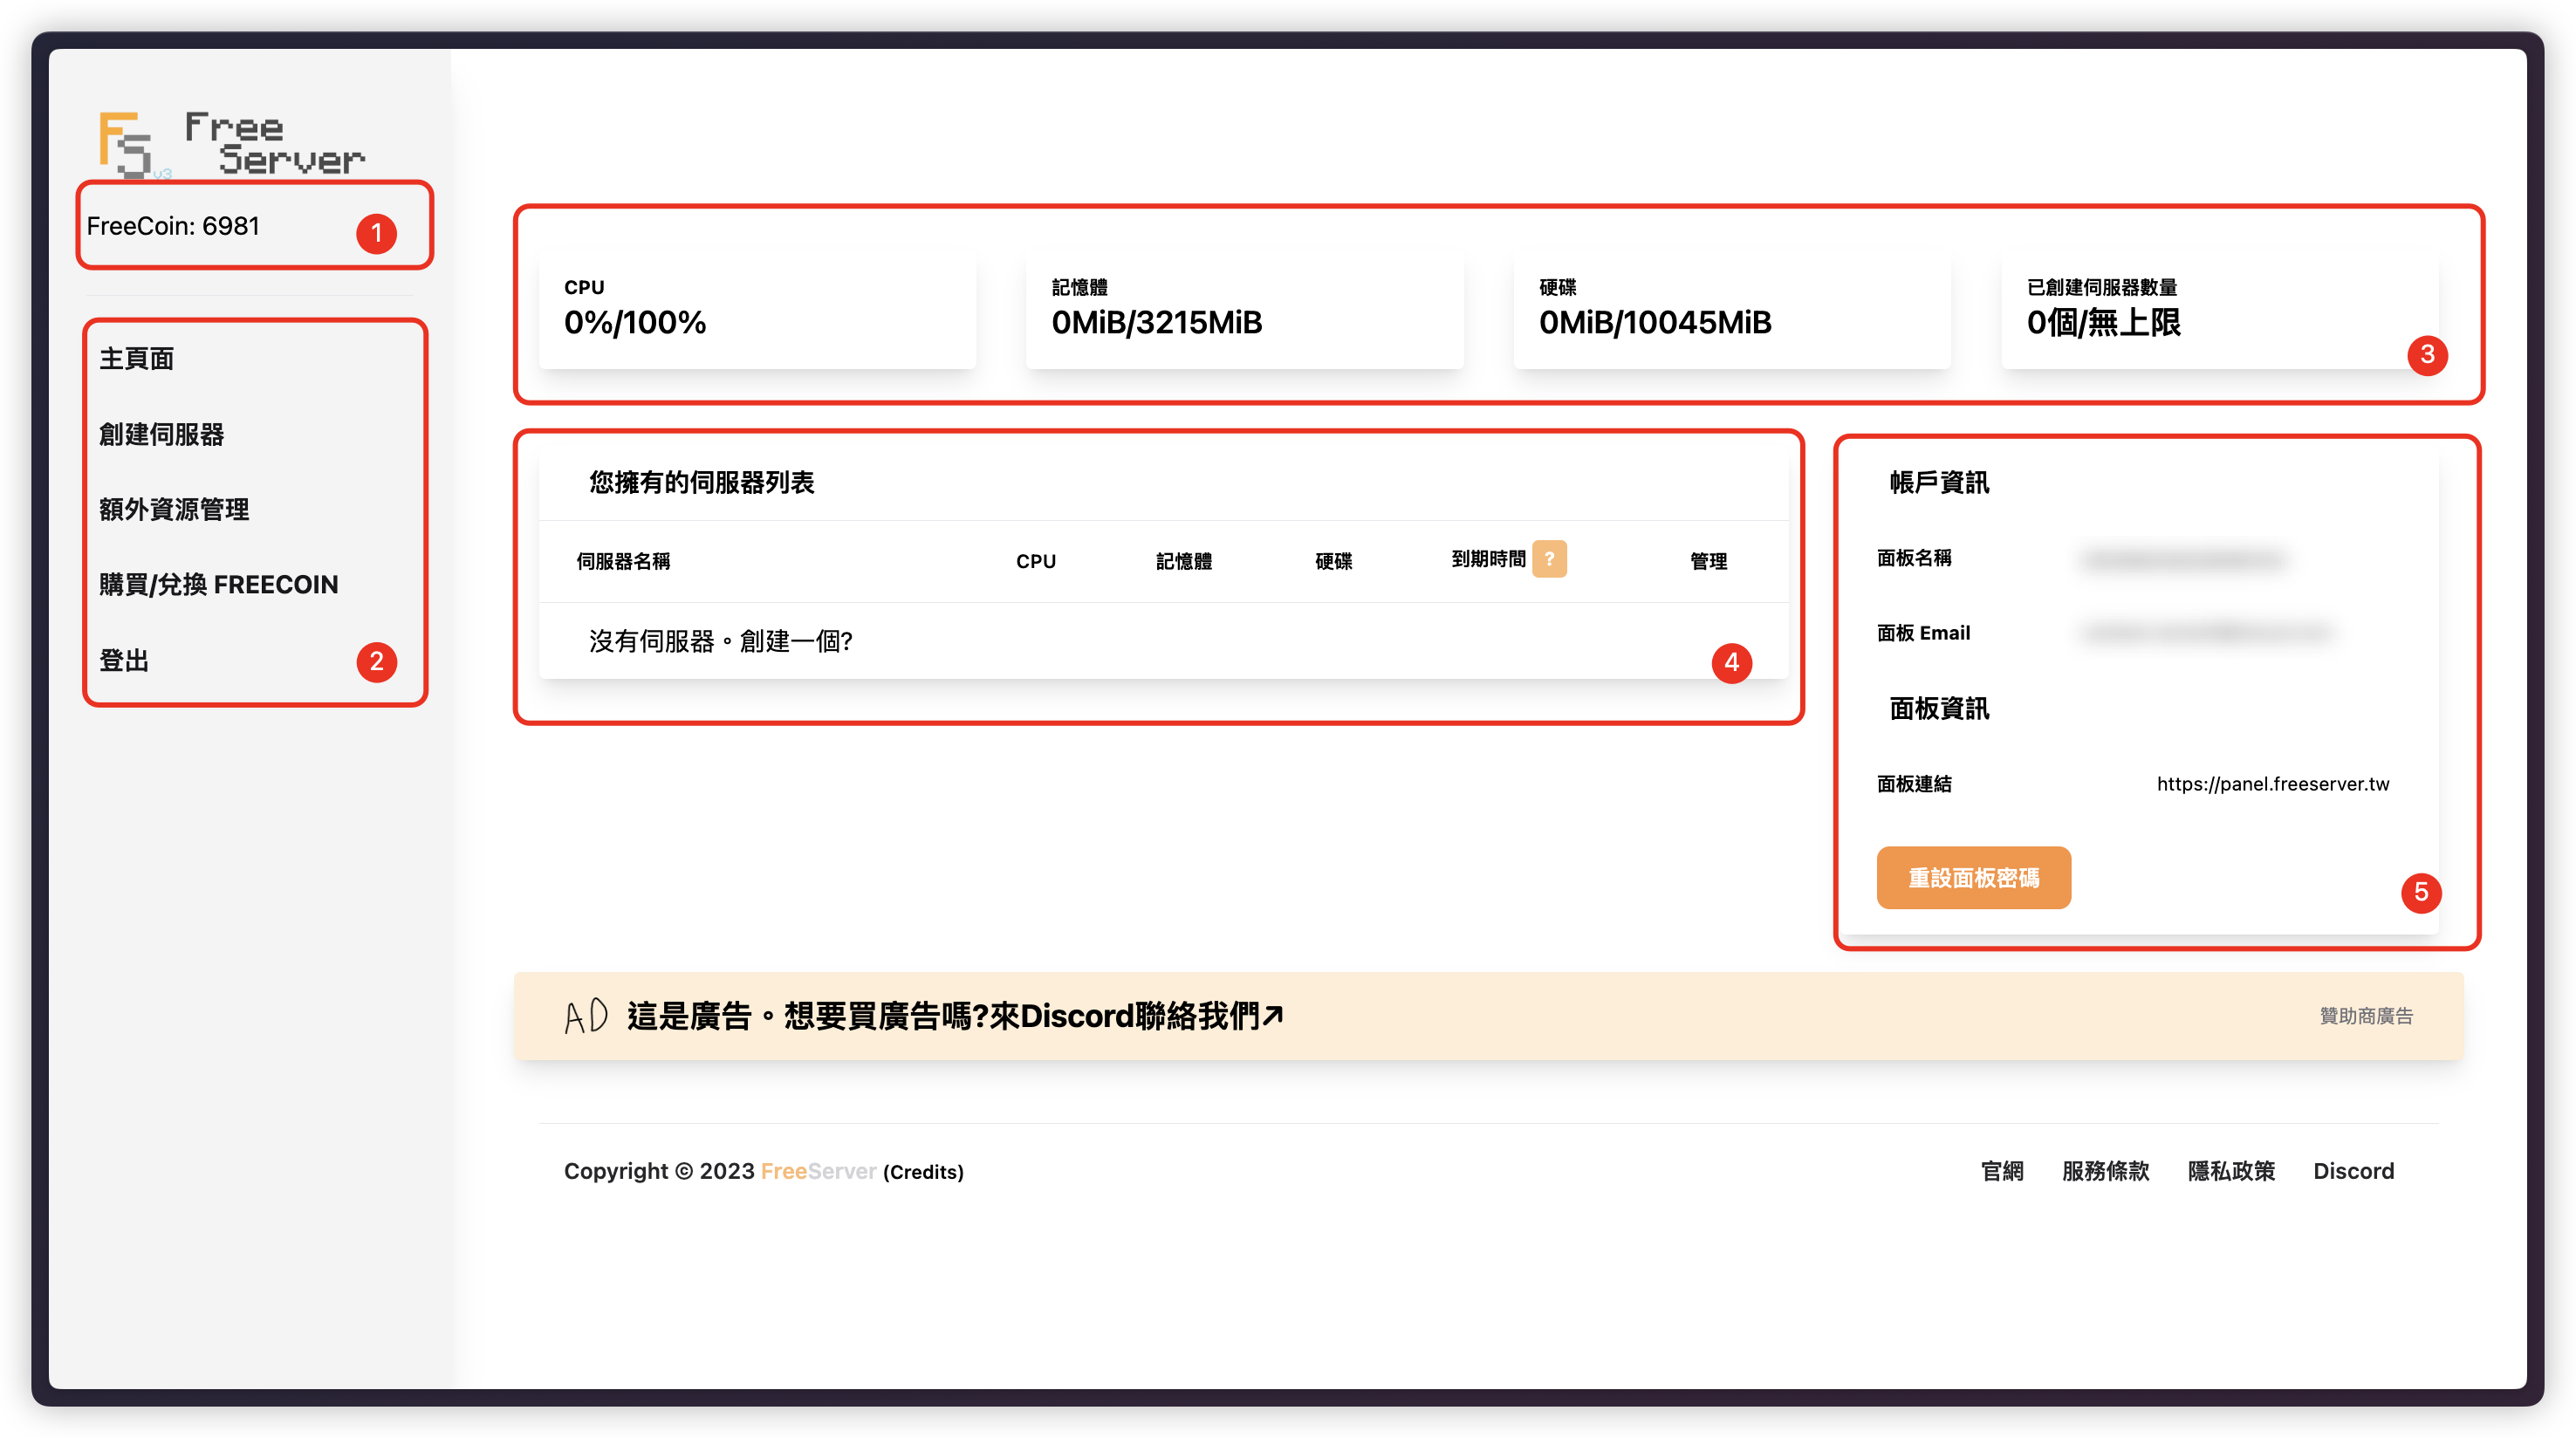 Free
Server
v3
FreeCoin: 6981
1
主頁面
創建伺服器
額外資源管理
購買/兌換 FREECOIN
登出
2
CPU
0%/100%
記憶體
0MiB/3215MiB
硬碟
0MiB/10045MiB
已創建伺服器數量
0個/無上限
3
您擁有的伺服器列表
伺服器名稱 CPU 記憶體 硬碟 到期時間 ? 管理
沒有伺服器。創建一個?
4
帳戶資訊
面板名稱
面板 Email
面板資訊
面板連結 https://panel.freeserver.tw
重設面板密碼
5
AD 這是廣告。想要買廣告嗎?來Discord聯絡我們↗
贊助商廣告
Copyright © 2023 FreeServer (Credits)
官網 服務條款 隱私政策 Discord